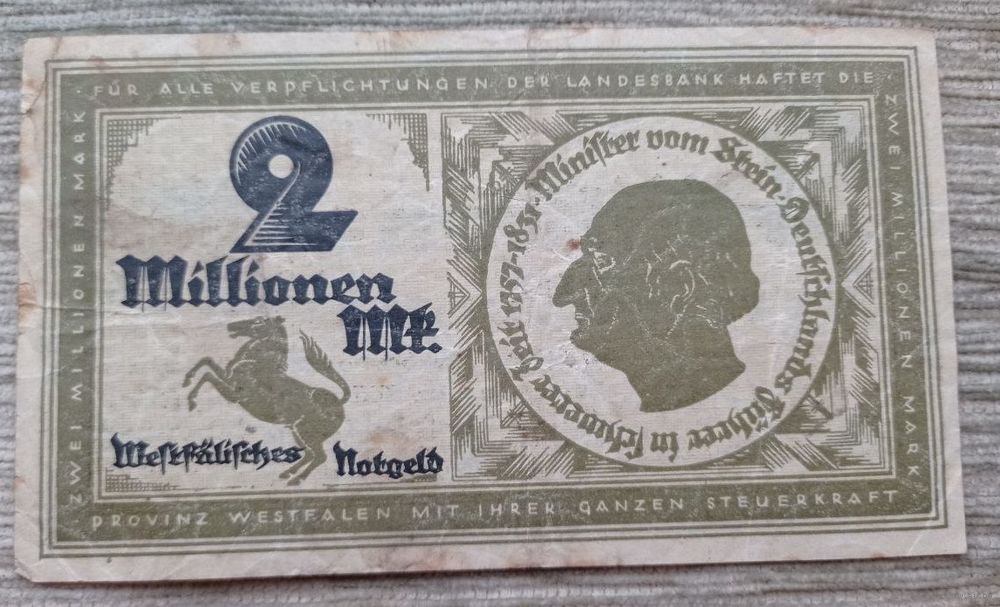 FÜR ALLE VERPFLICHTUNGEN DER LANDESBANK HAFTET DIE
ZWEI MILLIONEN MARK
2
Millionen
Mk.
Westfälisches Notgeld
Minister vom Stein · Deutschlands Führer in schwerer Zeit 1757-1831 ·
ZWEI MILLIONEN MARK
PROVINZ WESTFALEN MIT IHRER GANZEN STEUERKRAFT